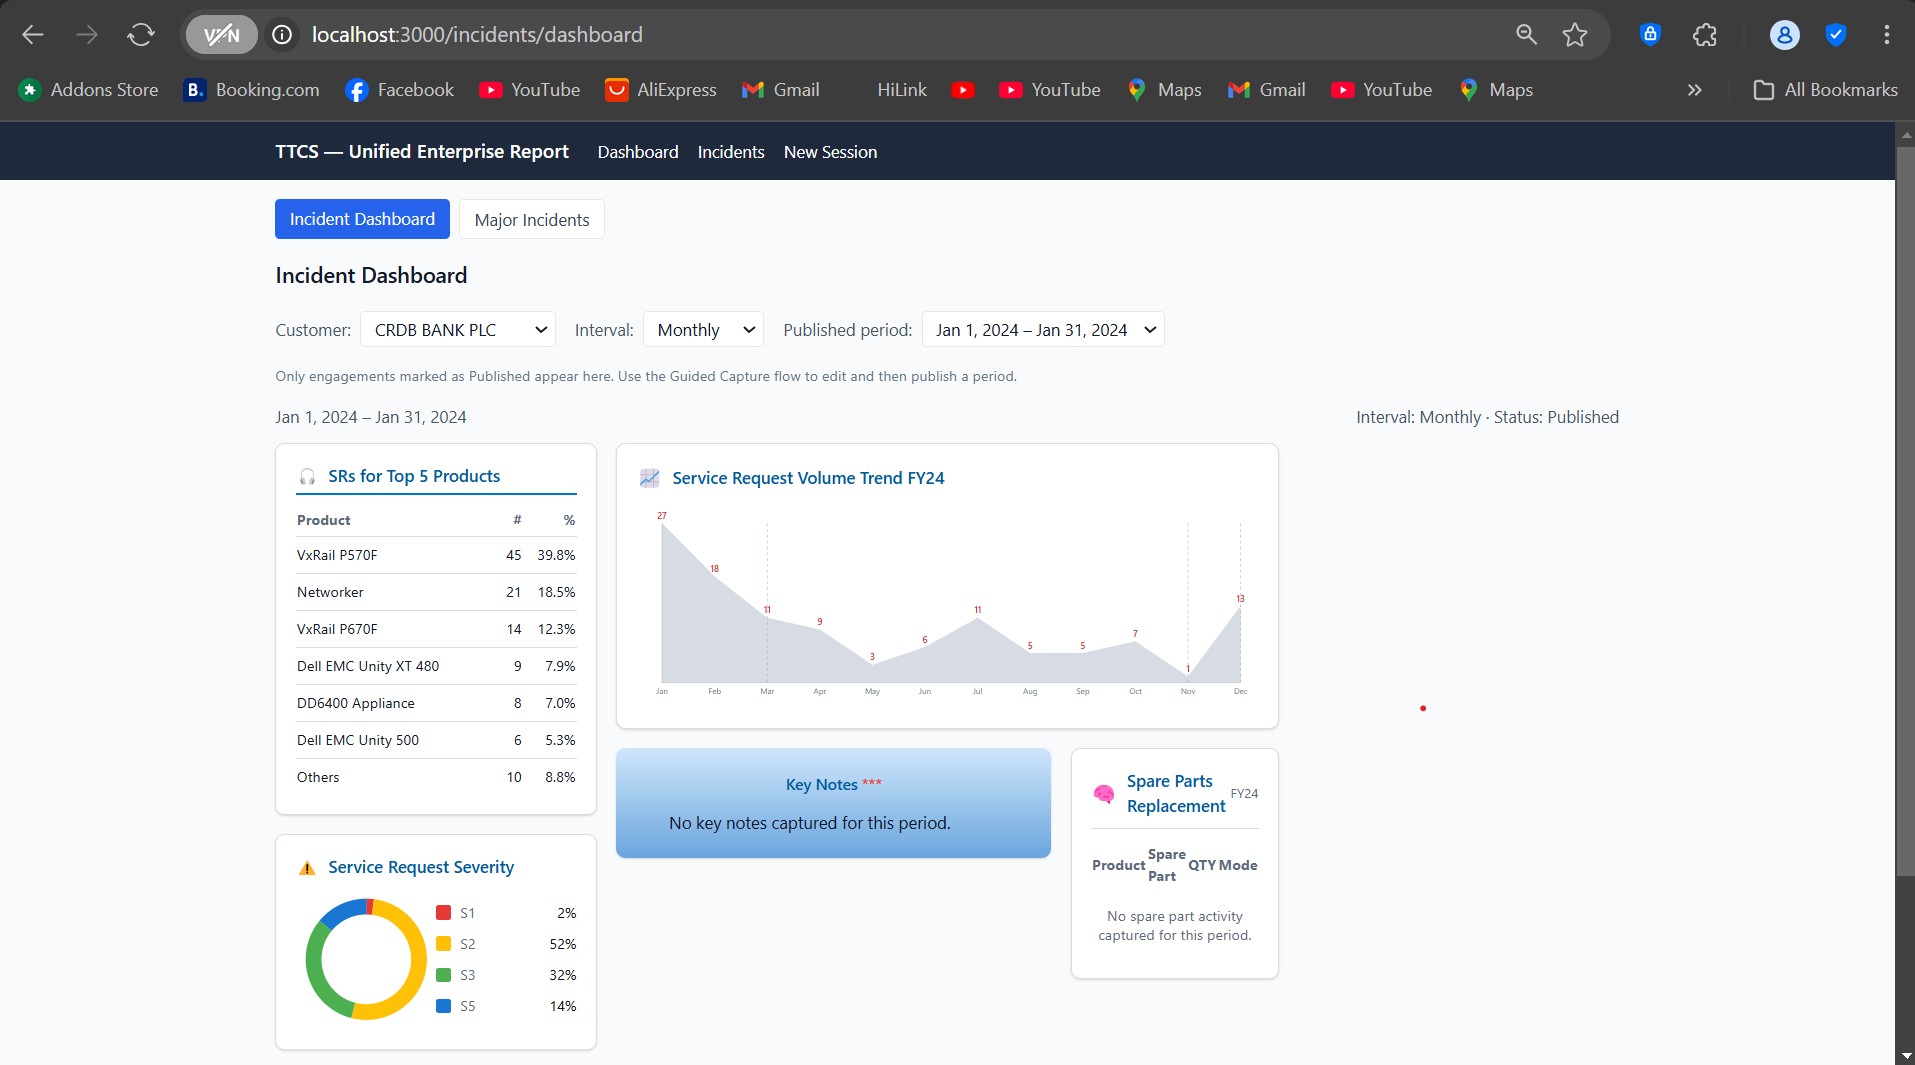 VPN
localhost:3000/incidents/dashboard
Addons Store
B. Booking.com
Facebook
YouTube
AliExpress
Gmail
HiLink
YouTube
Maps
Gmail
YouTube
Maps
»
All Bookmarks
TTCS — Unified Enterprise Report
Dashboard
Incidents
New Session
Incident Dashboard
Major Incidents
Incident Dashboard
Customer: CRDB BANK PLC
Interval: Monthly
Published period: Jan 1, 2024 – Jan 31, 2024
Only engagements marked as Published appear here. Use the Guided Capture flow to edit and then publish a period.
Jan 1, 2024 – Jan 31, 2024
Interval: Monthly · Status: Published
SRs for Top 5 Products
Product # %
VxRail P570F 45 39.8%
Networker 21 18.5%
VxRail P670F 14 12.3%
Dell EMC Unity XT 480 9 7.9%
DD6400 Appliance 8 7.0%
Dell EMC Unity 500 6 5.3%
Others 10 8.8%
Service Request Severity
S1 2%
S2 52%
S3 32%
S5 14%
Service Request Volume Trend FY24
27 18 11 9 3 6 11 5 5 7 1 13
Jan Feb Mar Apr May Jun Jul Aug Sep Oct Nov Dec
Key Notes ***
No key notes captured for this period.
Spare Parts
Replacement
FY24
Product
Spare
Part
QTY Mode
No spare part activity
captured for this period.